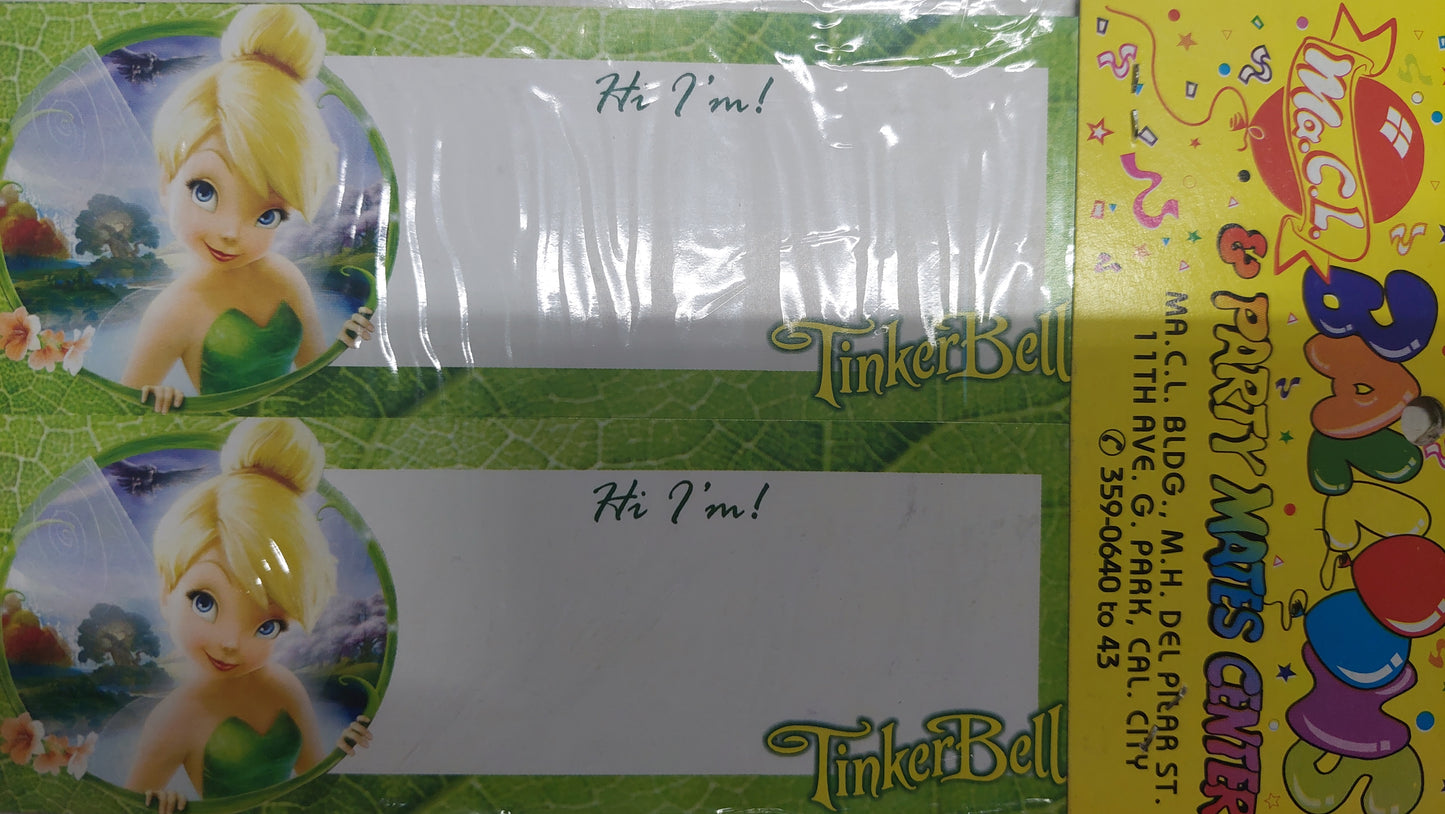 Hi I'm!
TinkerBell
Hi I'm!
TinkerBell
Ma.C.L.
BALLOONS
& PARTY MATES CENTER
MA.C.L. BLDG., M.H. DEL PILAR ST.
11TH AVE. G. PARK, CAL. CITY
✆ 359-0640 to 43